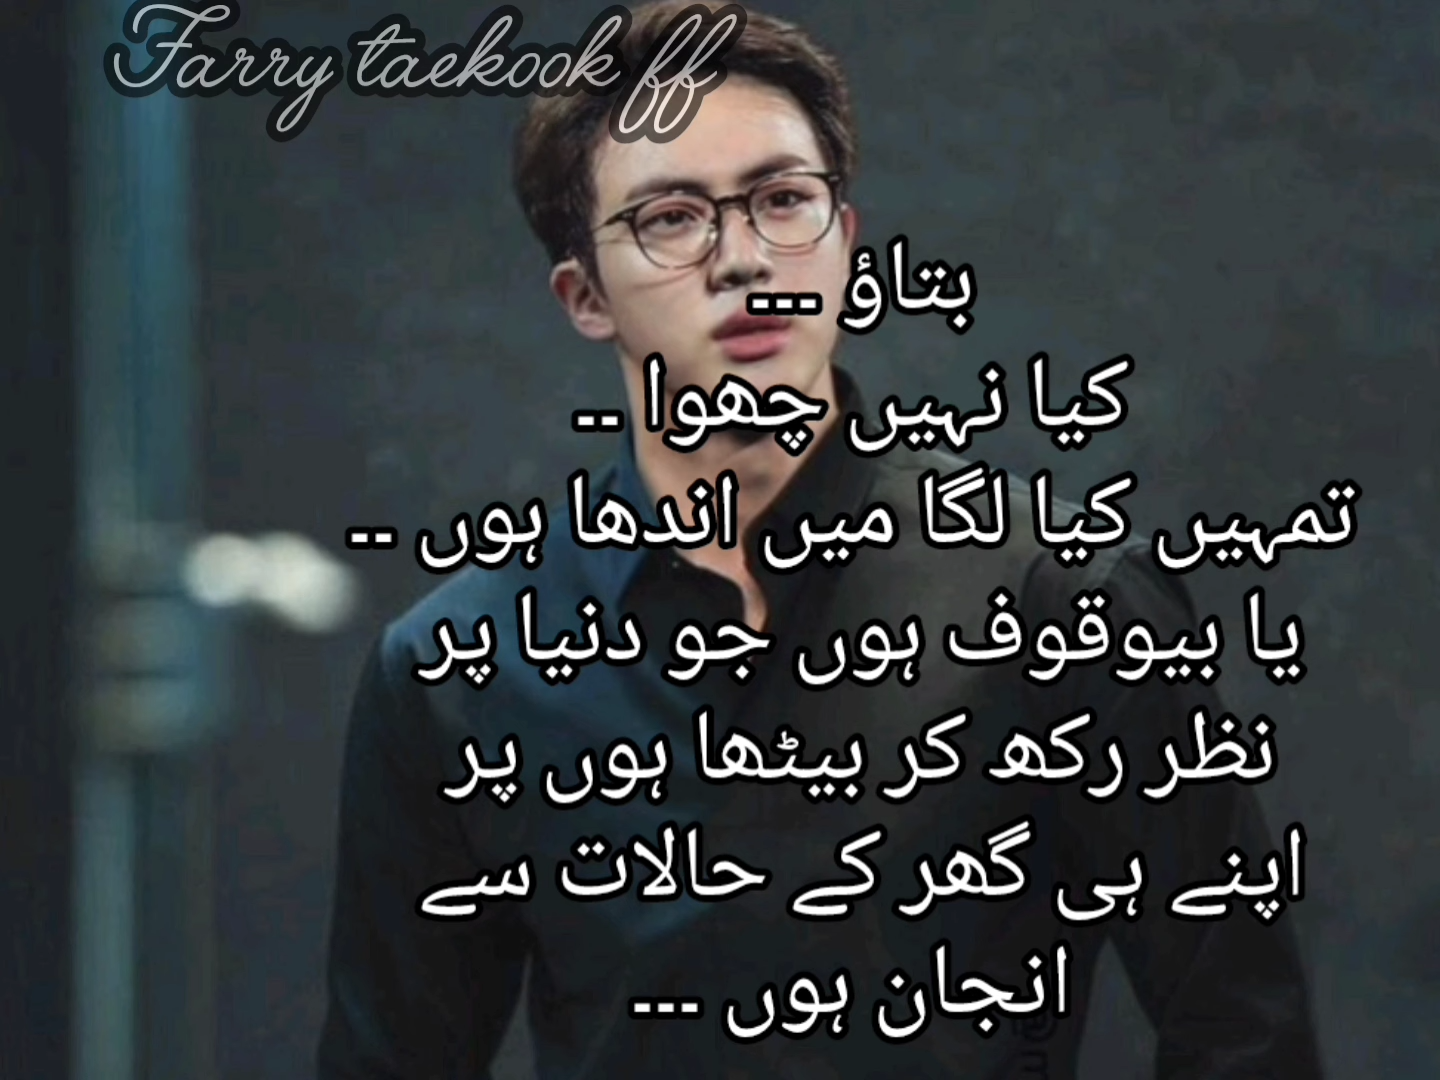 Farry taekook ff
بتاؤ ---
کیا نہیں چھوا --
تمہیں کیا لگا میں اندھا ہوں --
یا بیوقوف ہوں جو دنیا پر
نظر رکھ کر بیٹھا ہوں پر
اپنے ہی گھر کے حالات سے
انجان ہوں ---